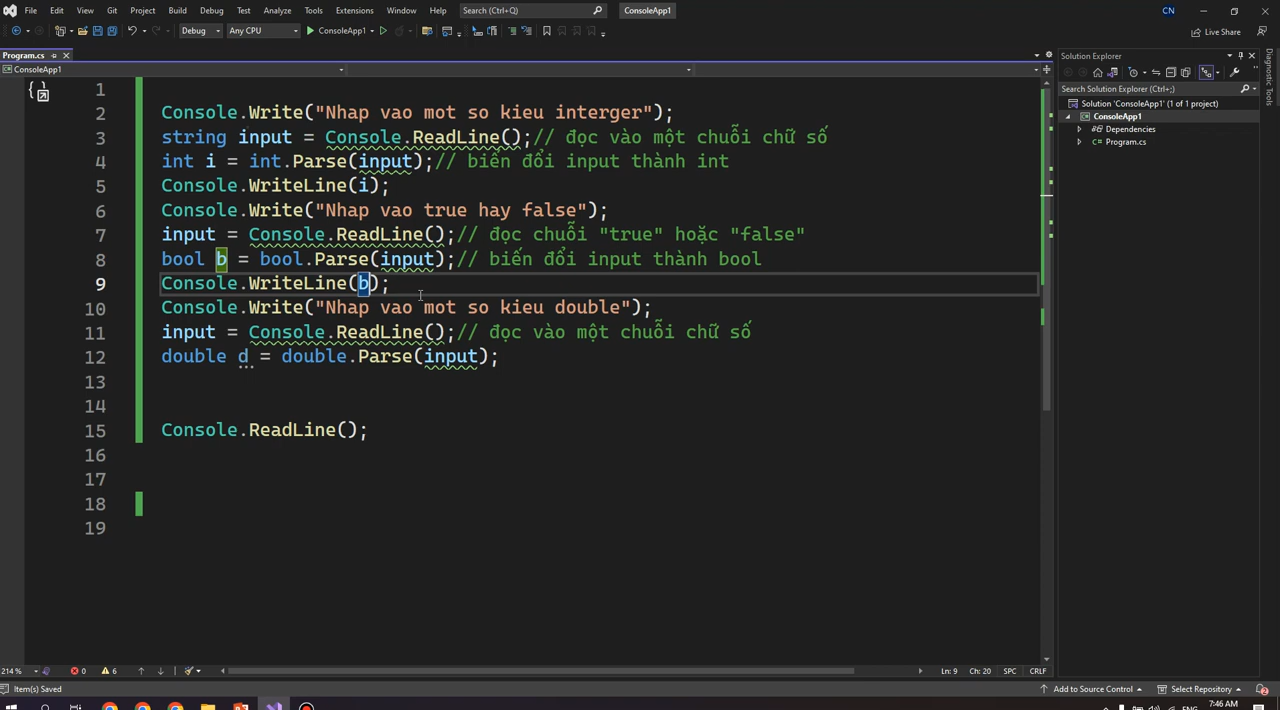 File Edit View Git Project Build Debug Test Analyze Tools Extensions Window Help Search (Ctrl+Q) ConsoleApp1 CN
Debug Any CPU ConsoleApp1 Live Share
Program.cs
ConsoleApp1
1
2 Console.Write("Nhap vao mot so kieu interger");
3 string input = Console.ReadLine();// đọc vào một chuỗi chữ số
4 int i = int.Parse(input);// biến đổi input thành int
5 Console.WriteLine(i);
6 Console.Write("Nhap vao true hay false");
7 input = Console.ReadLine();// đọc chuỗi "true" hoặc "false"
8 bool b = bool.Parse(input);// biến đổi input thành bool
9 Console.WriteLine(b);
10 Console.Write("Nhap vao mot so kieu double");
11 input = Console.ReadLine();// đọc vào một chuỗi chữ số
12 double d = double.Parse(input);
13
14
15 Console.ReadLine();
16
17
18
19
Solution Explorer
Search Solution Explorer (Ctrl+;)
Solution 'ConsoleApp1' (1 of 1 project)
ConsoleApp1
Dependencies
Program.cs
Diagnostic Tools
214 % 0 6 Ln: 9 Ch: 20 SPC CRLF
Item(s) Saved Add to Source Control Select Repository 2
ENG 7:46 AM